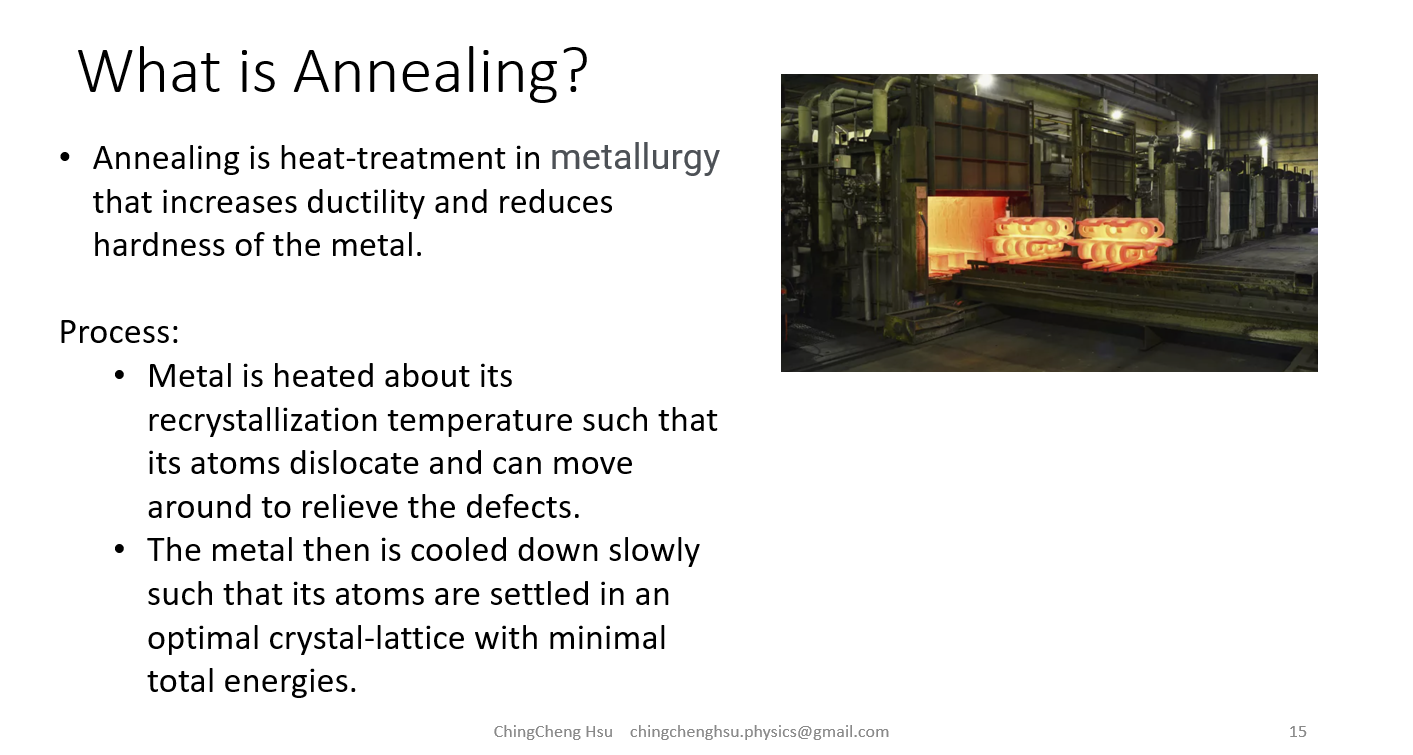 What is Annealing?
• Annealing is heat-treatment in metallurgy
that increases ductility and reduces
hardness of the metal.
Process:
• Metal is heated about its
recrystallization temperature such that
its atoms dislocate and can move
around to relieve the defects.
• The metal then is cooled down slowly
such that its atoms are settled in an
optimal crystal-lattice with minimal
total energies.
ChingCheng Hsu chingchenghsu.physics@gmail.com 15